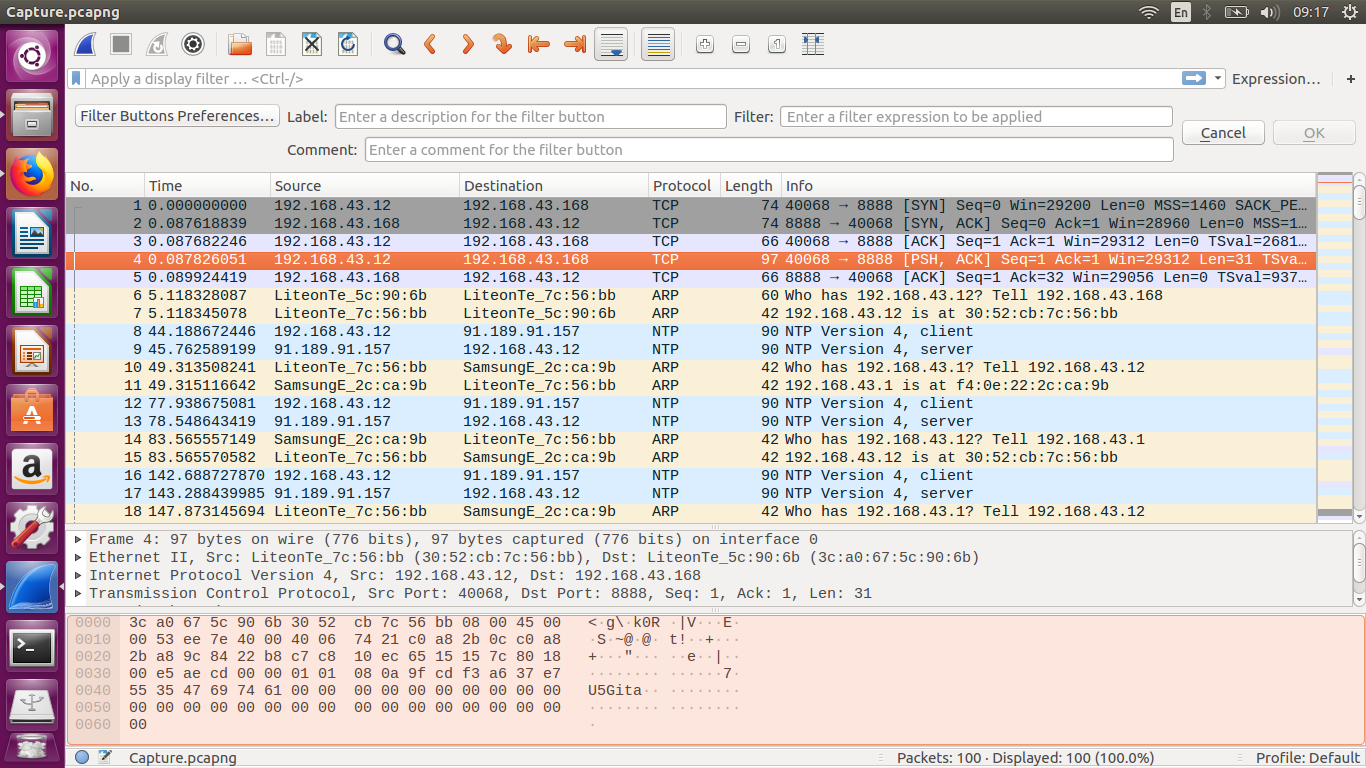 Capture.pcapng
En
09:17
Apply a display filter … <Ctrl-/>
Expression…
+
Filter Buttons Preferences…
Label:
Enter a description for the filter button
Filter:
Enter a filter expression to be applied
Cancel
OK
Comment:
Enter a comment for the filter button
No. Time Source Destination Protocol Length Info
1 0.000000000 192.168.43.12 192.168.43.168 TCP 74 40068 → 8888 [SYN] Seq=0 Win=29200 Len=0 MSS=1460 SACK_PE…
2 0.087618839 192.168.43.168 192.168.43.12 TCP 74 8888 → 40068 [SYN, ACK] Seq=0 Ack=1 Win=28960 Len=0 MSS=1…
3 0.087682246 192.168.43.12 192.168.43.168 TCP 66 40068 → 8888 [ACK] Seq=1 Ack=1 Win=29312 Len=0 TSval=2681…
4 0.087826051 192.168.43.12 192.168.43.168 TCP 97 40068 → 8888 [PSH, ACK] Seq=1 Ack=1 Win=29312 Len=31 TSva…
5 0.089924419 192.168.43.168 192.168.43.12 TCP 66 8888 → 40068 [ACK] Seq=1 Ack=32 Win=29056 Len=0 TSval=937…
6 5.118328087 LiteonTe_5c:90:6b LiteonTe_7c:56:bb ARP 60 Who has 192.168.43.12? Tell 192.168.43.168
7 5.118345078 LiteonTe_7c:56:bb LiteonTe_5c:90:6b ARP 42 192.168.43.12 is at 30:52:cb:7c:56:bb
8 44.188672446 192.168.43.12 91.189.91.157 NTP 90 NTP Version 4, client
9 45.762589199 91.189.91.157 192.168.43.12 NTP 90 NTP Version 4, server
10 49.313508241 LiteonTe_7c:56:bb SamsungE_2c:ca:9b ARP 42 Who has 192.168.43.1? Tell 192.168.43.12
11 49.315116642 SamsungE_2c:ca:9b LiteonTe_7c:56:bb ARP 42 192.168.43.1 is at f4:0e:22:2c:ca:9b
12 77.938675081 192.168.43.12 91.189.91.157 NTP 90 NTP Version 4, client
13 78.548643419 91.189.91.157 192.168.43.12 NTP 90 NTP Version 4, server
14 83.565557149 SamsungE_2c:ca:9b LiteonTe_7c:56:bb ARP 42 Who has 192.168.43.12? Tell 192.168.43.1
15 83.565570582 LiteonTe_7c:56:bb SamsungE_2c:ca:9b ARP 42 192.168.43.12 is at 30:52:cb:7c:56:bb
16 142.688727870 192.168.43.12 91.189.91.157 NTP 90 NTP Version 4, client
17 143.288439985 91.189.91.157 192.168.43.12 NTP 90 NTP Version 4, server
18 147.873145694 LiteonTe_7c:56:bb SamsungE_2c:ca:9b ARP 42 Who has 192.168.43.1? Tell 192.168.43.12
Frame 4: 97 bytes on wire (776 bits), 97 bytes captured (776 bits) on interface 0
Ethernet II, Src: LiteonTe_7c:56:bb (30:52:cb:7c:56:bb), Dst: LiteonTe_5c:90:6b (3c:a0:67:5c:90:6b)
Internet Protocol Version 4, Src: 192.168.43.12, Dst: 192.168.43.168
Transmission Control Protocol, Src Port: 40068, Dst Port: 8888, Seq: 1, Ack: 1, Len: 31
0000 3c a0 67 5c 90 6b 30 52 cb 7c 56 bb 08 00 45 00 <·g\·k0R ·|V···E·
0010 00 53 ee 7e 40 00 40 06 74 21 c0 a8 2b 0c c0 a8 ·S·~@·@· t!··+···
0020 2b a8 9c 84 22 b8 c7 c8 10 ec 65 15 15 7c 80 18 +···"··· ··e··|··
0030 00 e5 ae cd 00 00 01 01 08 0a 9f cd f3 a6 37 e7 ········ ······7·
0040 55 35 47 69 74 61 00 00 00 00 00 00 00 00 00 00 U5Gita·· ········
0050 00 00 00 00 00 00 00 00 00 00 00 00 00 00 00 00 ········ ········
0060 00 ·
Capture.pcapng
Packets: 100 · Displayed: 100 (100.0%)
Profile: Default